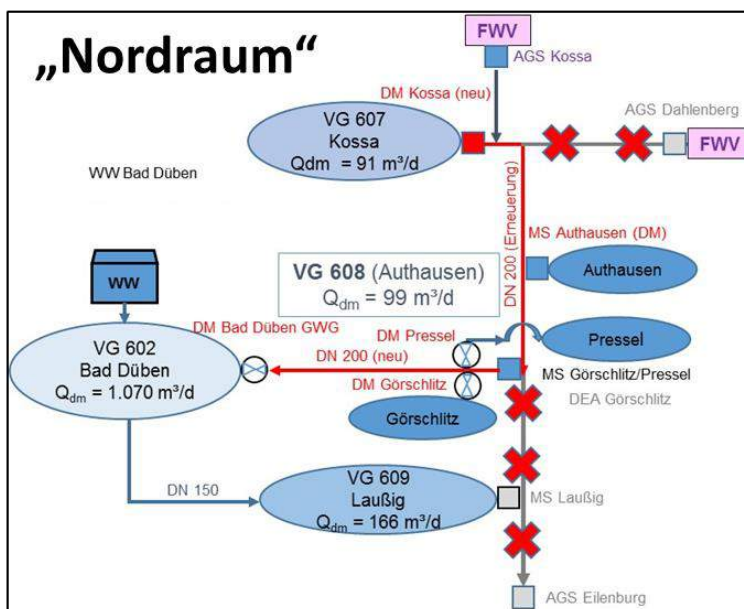 „Nordraum“
FWV
AGS Kossa
DM Kossa (neu)
AGS Dahlenberg
FWV
VG 607
Kossa
Qdm = 91 m³/d
WW Bad Düben
MS Authausen (DM)
DN 200 (Erneuerung)
Authausen
VG 608 (Authausen)
Qdm = 99 m³/d
WW
DM Bad Düben GWG
DM Pressel
Pressel
DN 200 (neu)
MS Görschlitz/Pressel
VG 602
Bad Düben
Qdm = 1.070 m³/d
DM Görschlitz
DEA Görschlitz
Görschlitz
VG 609
Laußig
Qdm = 166 m³/d
DN 150
MS Laußig
AGS Eilenburg